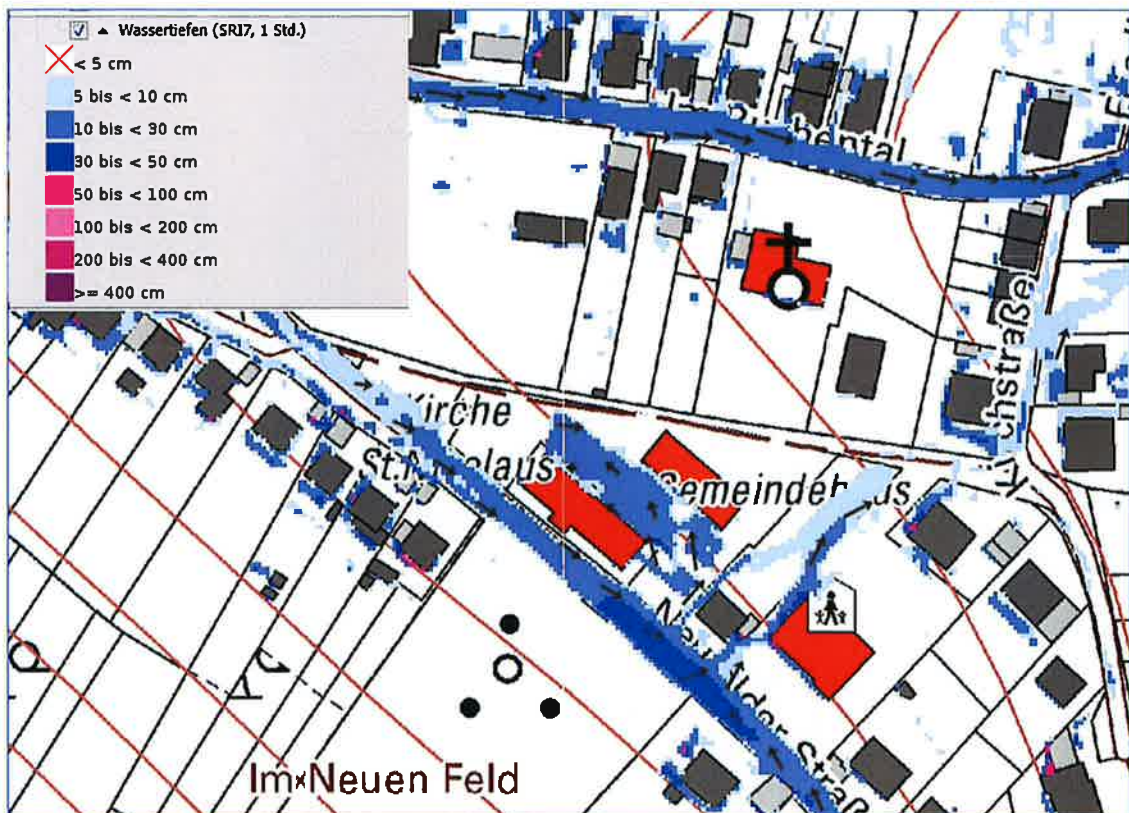 Wassertiefen (SRI7, 1 Std.)
< 5 cm
5 bis < 10 cm
10 bis < 30 cm
30 bis < 50 cm
50 bis < 100 cm
100 bis < 200 cm
200 bis < 400 cm
>= 400 cm
Kirche
Gemeindehaus
Im Neuen Feld